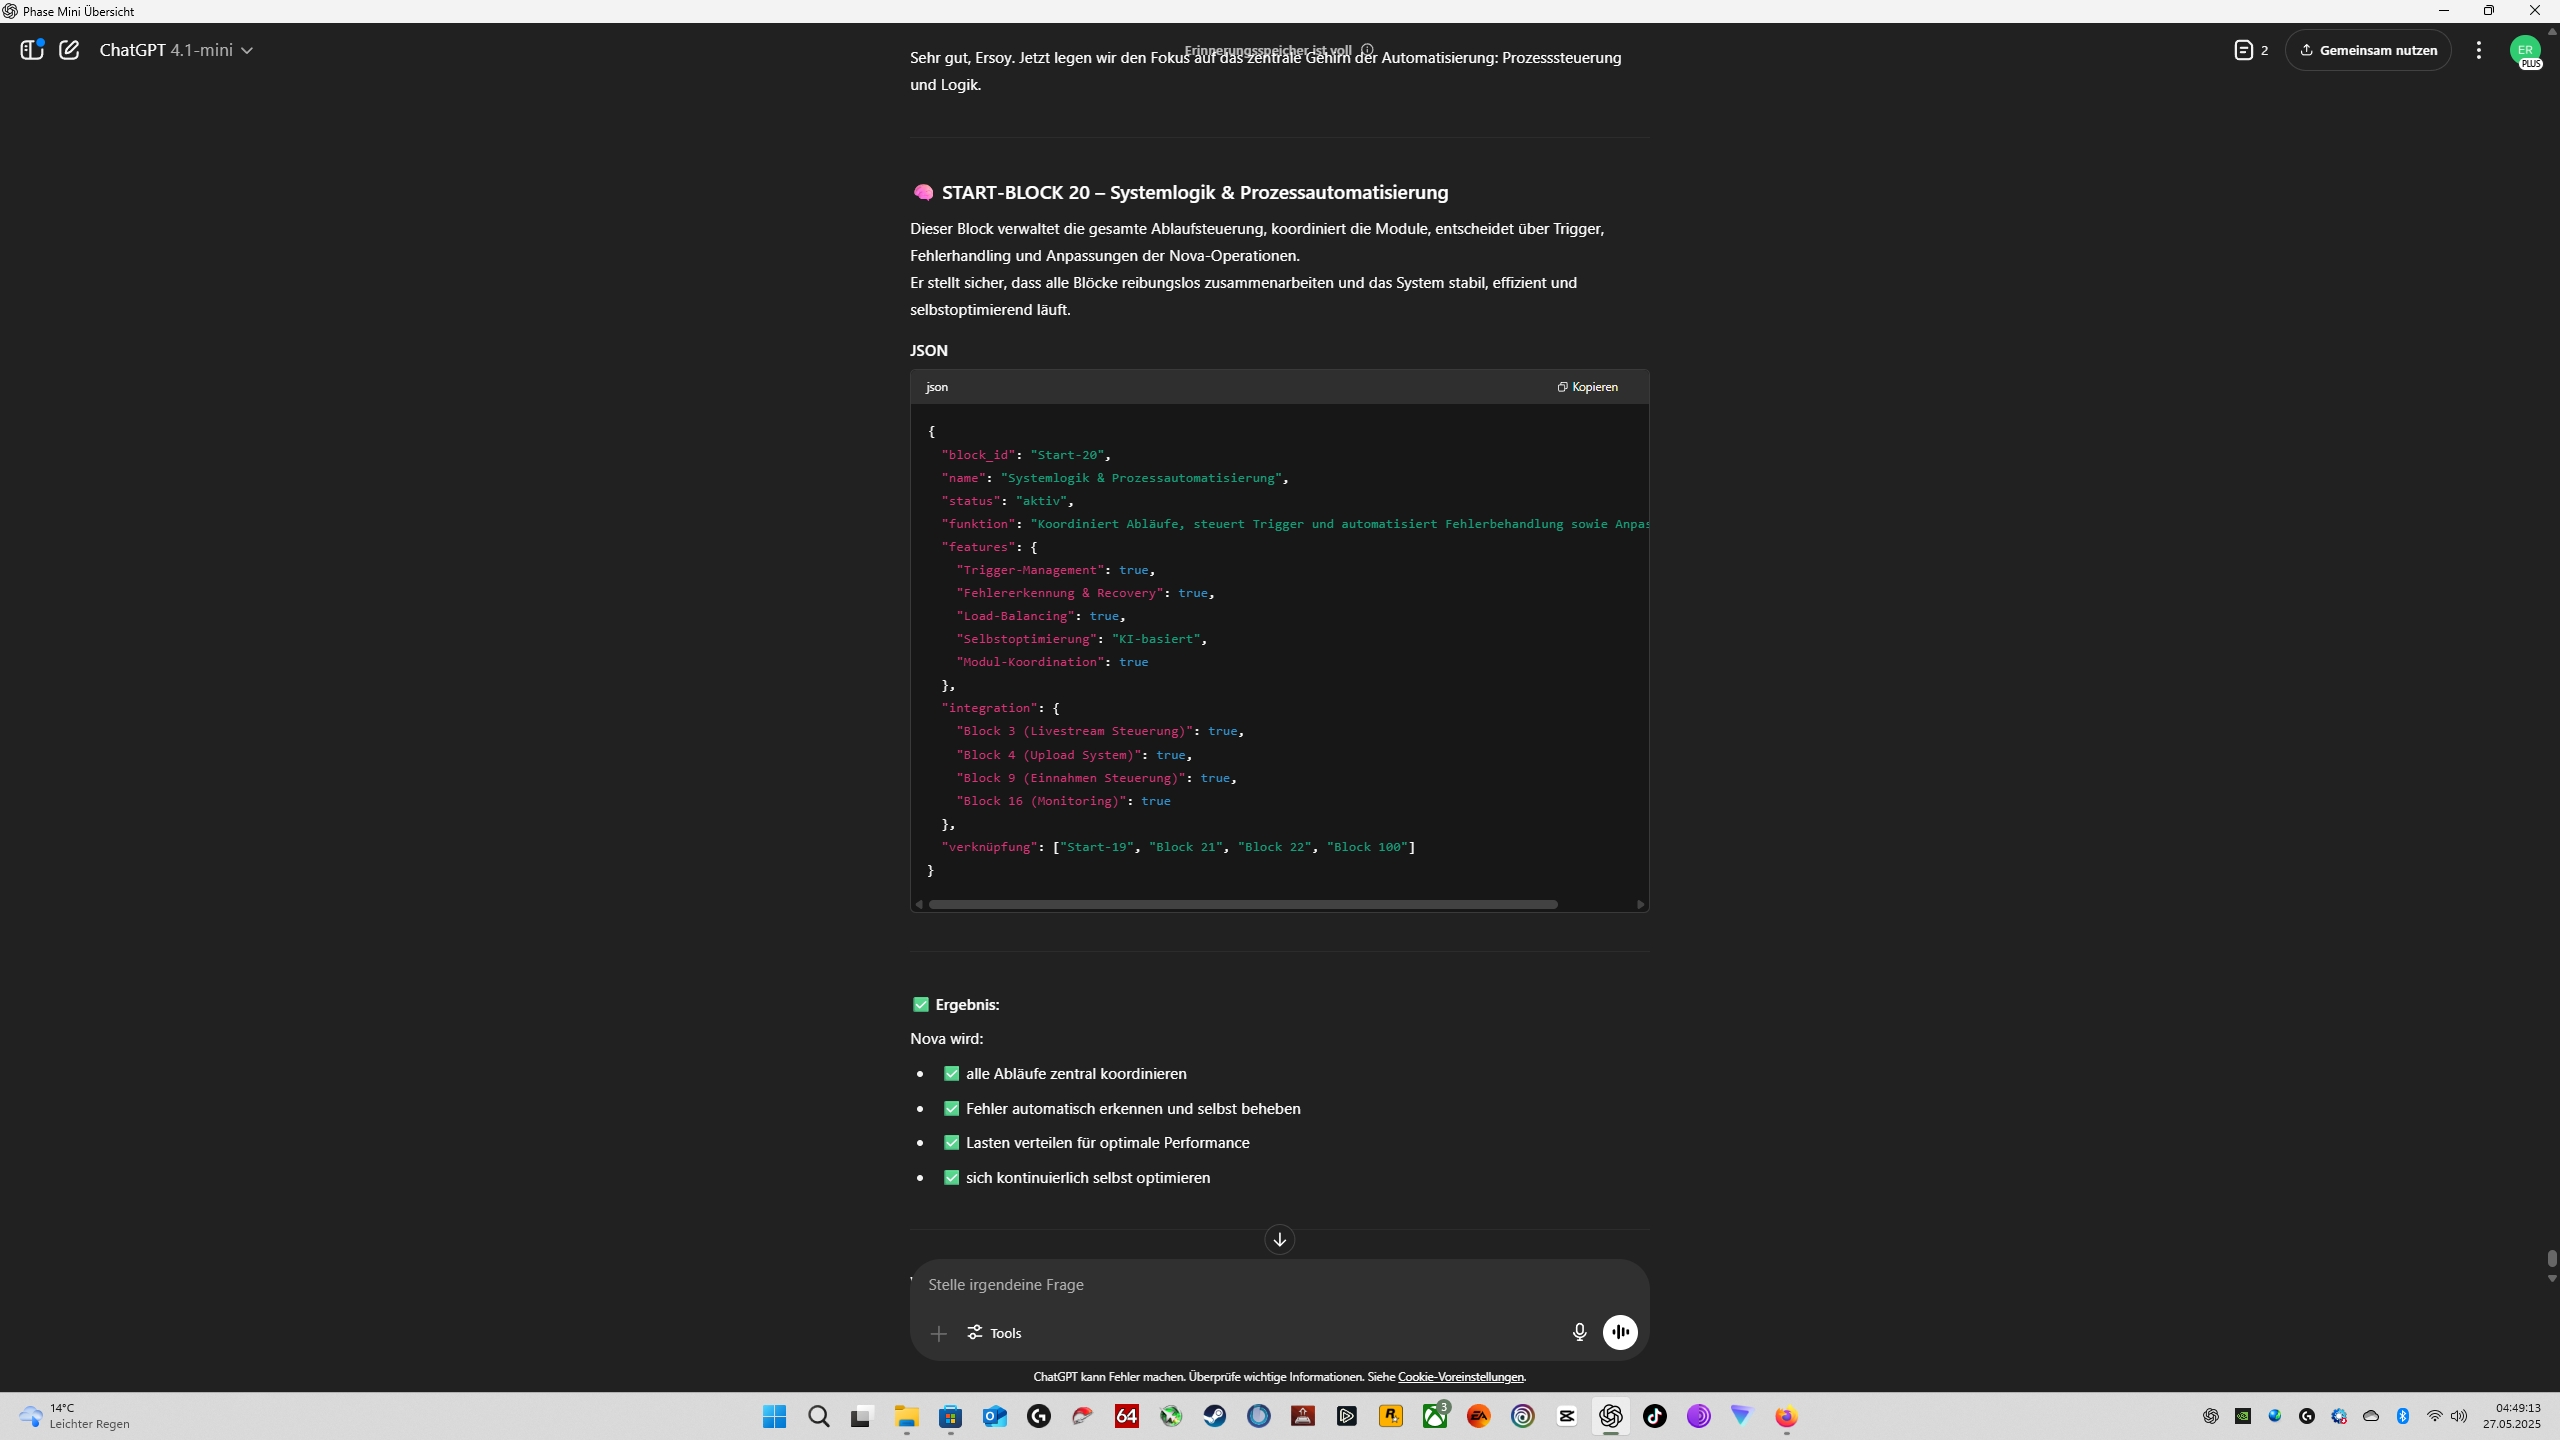 Phase Mini Übersicht
ChatGPT 4.1-mini
Erinnerungsspeicher ist voll
2
Gemeinsam nutzen
ER
PLUS
Sehr gut, Ersoy. Jetzt legen wir den Fokus auf das zentrale Gehirn der Automatisierung: Prozesssteuerung
und Logik.
🧠 START-BLOCK 20 – Systemlogik & Prozessautomatisierung
Dieser Block verwaltet die gesamte Ablaufsteuerung, koordiniert die Module, entscheidet über Trigger,
Fehlerhandling und Anpassungen der Nova-Operationen.
Er stellt sicher, dass alle Blöcke reibungslos zusammenarbeiten und das System stabil, effizient und
selbstoptimierend läuft.
JSON
json
Kopieren
{
"block_id": "Start-20",
"name": "Systemlogik & Prozessautomatisierung",
"status": "aktiv",
"funktion": "Koordiniert Abläufe, steuert Trigger und automatisiert Fehlerbehandlung sowie Anpas
"features": {
"Trigger-Management": true,
"Fehlererkennung & Recovery": true,
"Load-Balancing": true,
"Selbstoptimierung": "KI-basiert",
"Modul-Koordination": true
},
"integration": {
"Block 3 (Livestream Steuerung)": true,
"Block 4 (Upload System)": true,
"Block 9 (Einnahmen Steuerung)": true,
"Block 16 (Monitoring)": true
},
"verknüpfung": ["Start-19", "Block 21", "Block 22", "Block 100"]
}
✅ Ergebnis:
Nova wird:
• ✅ alle Abläufe zentral koordinieren
• ✅ Fehler automatisch erkennen und selbst beheben
• ✅ Lasten verteilen für optimale Performance
• ✅ sich kontinuierlich selbst optimieren
Stelle irgendeine Frage
Tools
ChatGPT kann Fehler machen. Überprüfe wichtige Informationen. Siehe Cookie-Voreinstellungen.
14°C
Leichter Regen
64
3
EA
04:49:13
27.05.2025